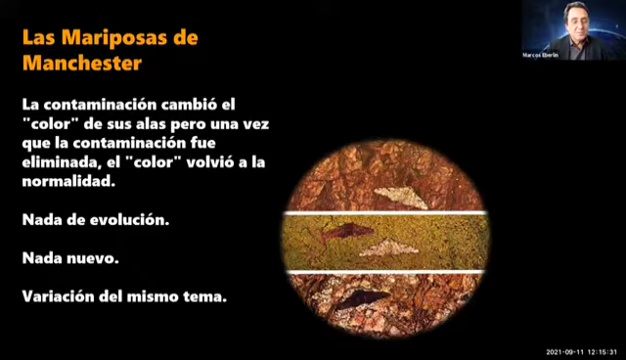 Las Mariposas de
Manchester
La contaminación cambió el
"color" de sus alas pero una vez
que la contaminación fue
eliminada, el "color" volvió a la
normalidad.
Nada de evolución.
Nada nuevo.
Variación del mismo tema.
Marcos Eberlin
2021-09-11 12:15:31